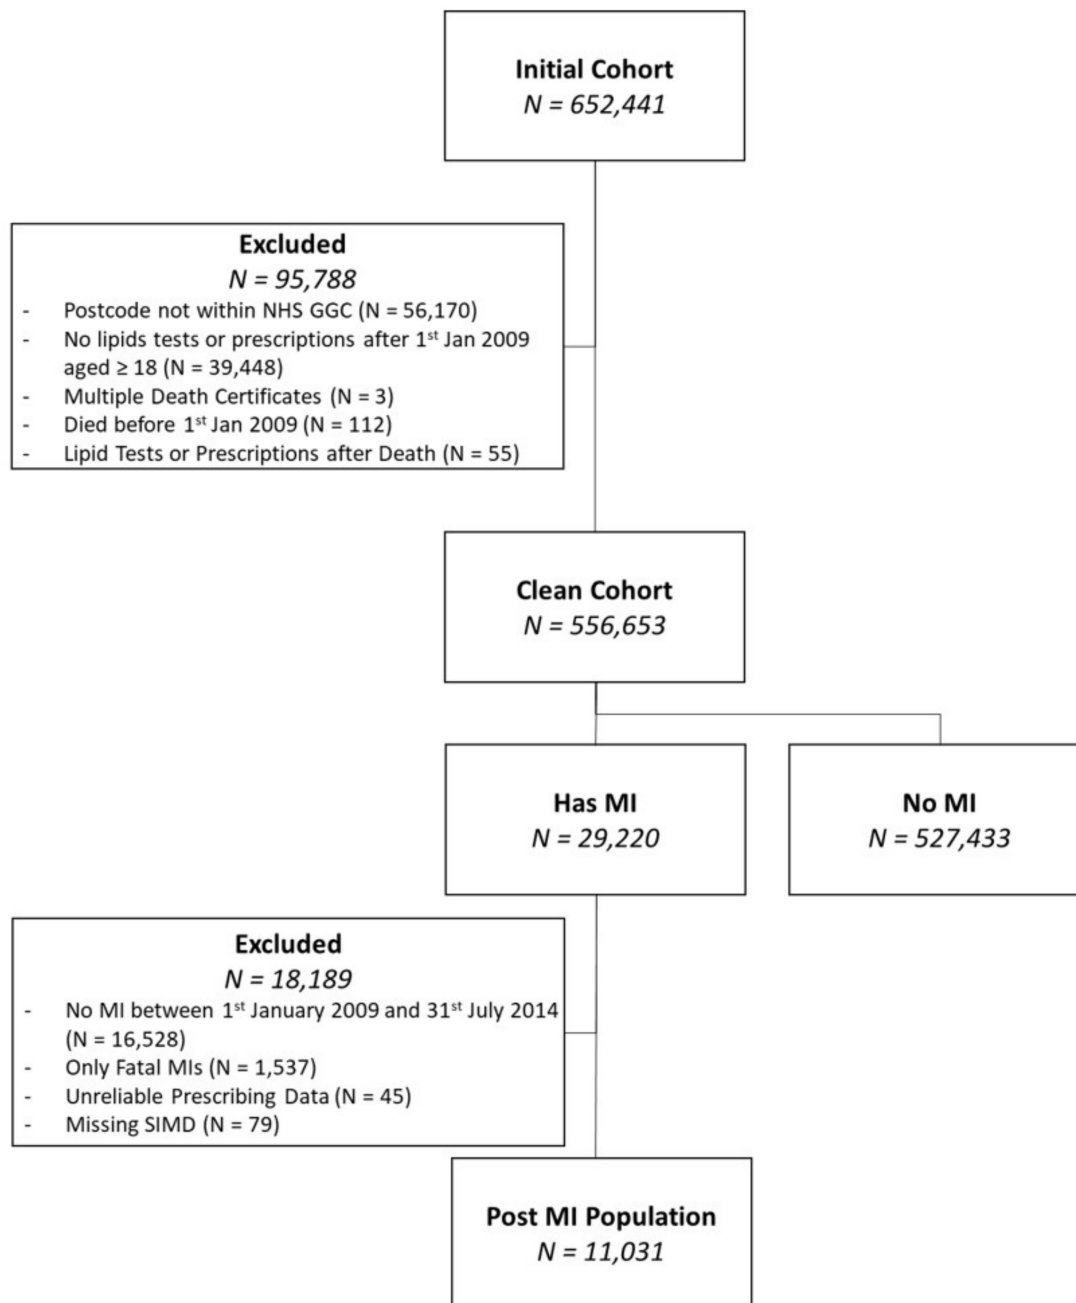 Initial Cohort
N = 652,441
Excluded
N = 95,788
- Postcode not within NHS GGC (N = 56,170)
- No lipids tests or prescriptions after 1st Jan 2009
aged ≥ 18 (N = 39,448)
- Multiple Death Certificates (N = 3)
- Died before 1st Jan 2009 (N = 112)
- Lipid Tests or Prescriptions after Death (N = 55)
Clean Cohort
N = 556,653
Has MI
N = 29,220
No MI
N = 527,433
Excluded
N = 18,189
- No MI between 1st January 2009 and 31st July 2014
(N = 16,528)
- Only Fatal MIs (N = 1,537)
- Unreliable Prescribing Data (N = 45)
- Missing SIMD (N = 79)
Post MI Population
N = 11,031